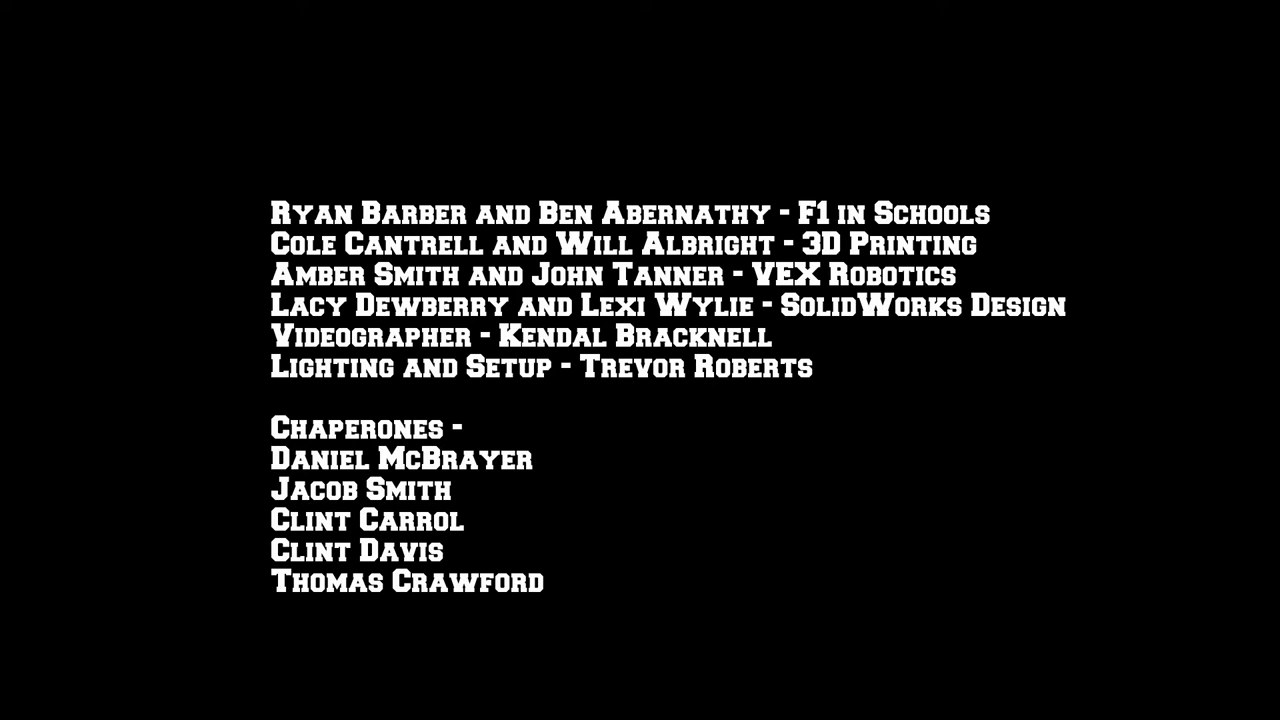 Ryan Barber and Ben Abernathy - F1 in Schools
Cole Cantrell and Will Albright - 3D Printing
Amber Smith and John Tanner - VEX Robotics
Lacy Dewberry and Lexi Wylie - SolidWorks Design
Videographer - Kendal Bracknell
Lighting and Setup - Trevor Roberts
Chaperones -
Daniel McBrayer
Jacob Smith
Clint Carrol
Clint Davis
Thomas Crawford